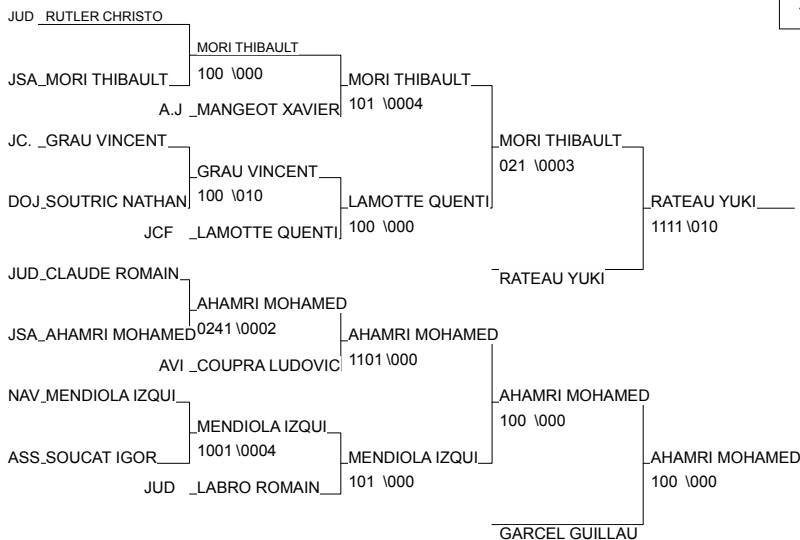 JUD RUTLER CHRISTO
MORI THIBAULT
100 \000
JSA MORI THIBAULT
MORI THIBAULT
101 \0004
A.J MANGEOT XAVIER
JC. GRAU VINCENT
MORI THIBAULT
021 \0003
GRAU VINCENT
100 \010
DOJ SOUTRIC NATHAN
LAMOTTE QUENTI
100 \000
RATEAU YUKI
1111 \010
JCF LAMOTTE QUENTI
JUD CLAUDE ROMAIN
RATEAU YUKI
AHAMRI MOHAMED
0241 \0002
JSA AHAMRI MOHAMED
AHAMRI MOHAMED
1101 \000
AVI COUPRA LUDOVIC
NAV MENDIOLA IZQUI
AHAMRI MOHAMED
100 \000
MENDIOLA IZQUI
1001 \0004
ASS SOUCAT IGOR
MENDIOLA IZQUI
101 \000
AHAMRI MOHAMED
100 \000
JUD LABRO ROMAIN
GARCEL GUILLAU